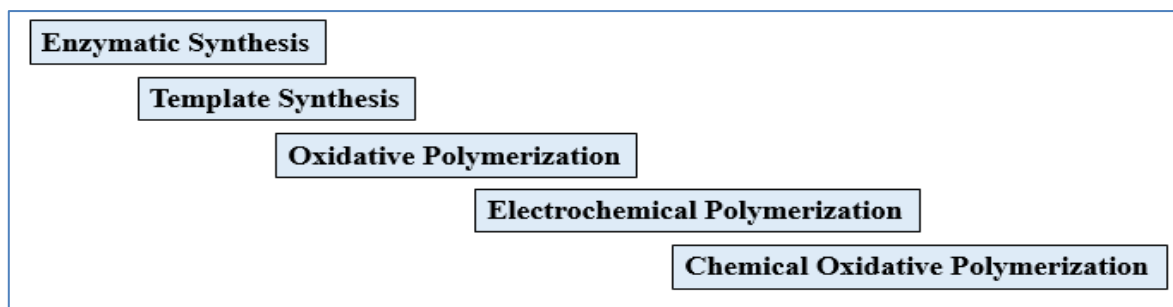 Enzymatic Synthesis
Template Synthesis
Oxidative Polymerization
Electrochemical Polymerization
Chemical Oxidative Polymerization